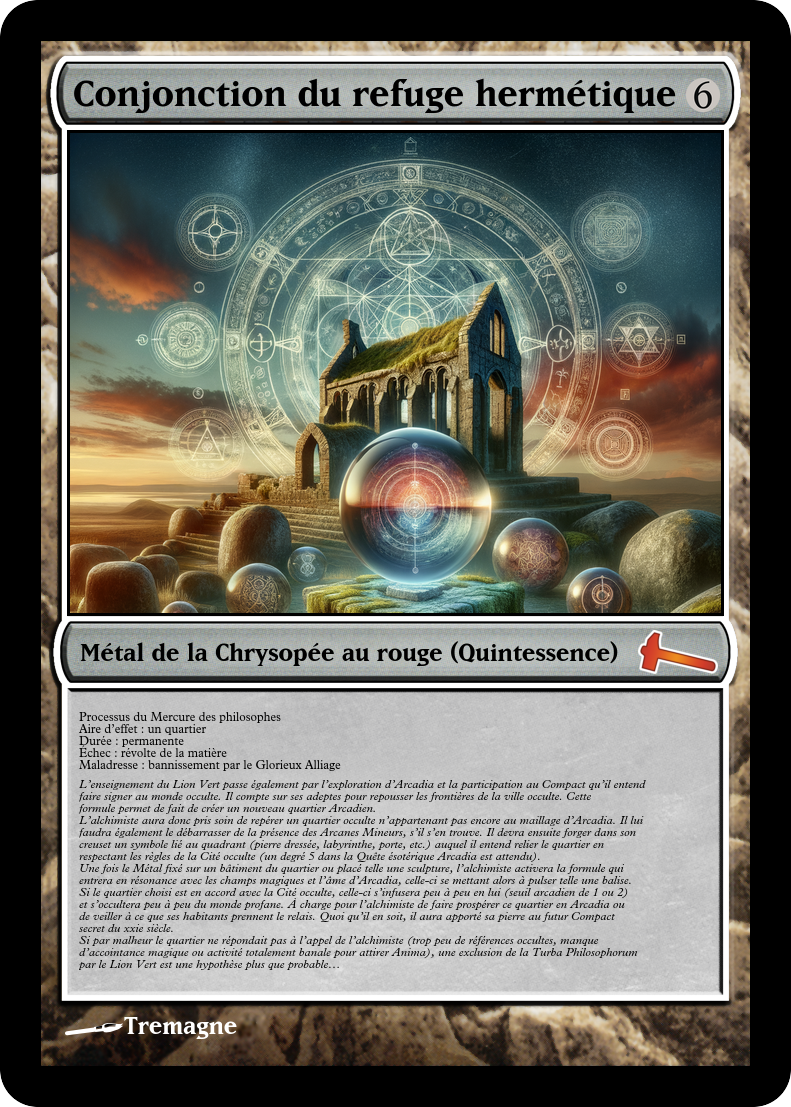 Conjonction du refuge hermétique 6
Métal de la Chrysopée au rouge (Quintessence)
Processus du Mercure des philosophes
Aire d'effet : un quartier
Durée : permanente
Échec : révolte de la matière
Maladresse : bannissement par le Glorieux Alliage
L'enseignement du Lion Vert passe également par l'exploration d'Arcadia et la participation au Compact qu'il entend
faire signer au monde occulte. Il compte sur ses adeptes pour repousser les frontières de la ville occulte. Cette
formule permet de fait de créer un nouveau quartier Arcadien.
L'alchimiste aura donc pris soin de repérer un quartier occulte n'appartenant pas encore au maillage d'Arcadia. Il lui
faudra également le débarrasser de la présence des Arcanes Mineurs, s'il s'en trouve. Il devra ensuite forger dans son
creuset un symbole lié au quartier (pierre dressée, labyrinthe, porte, etc.) auquel il entend relier le quartier en
respectant les règles de la Cité occulte (un degré 5 dans la Quête ésotérique Arcadia est attendu).
Une fois le Métal fixé sur un bâtiment du quartier ou placé telle une sculpture, l'alchimiste activera la formule qui
entrera en résonance avec les champs magiques et l'âme d'Arcadia, celle-ci se mettant alors à pulser telle une balise.
Si le quartier choisi est en accord avec la Cité occulte, celle-ci s'infusera peu à peu en lui (seuil arcadien de 1 ou 2)
et s'occultera peu à peu du monde profane. À charge pour l'alchimiste de faire prospérer ce quartier en Arcadia ou
de veiller à ce que ses habitants prennent le relais. Quoi qu'il en soit, il aura apporté sa pierre au futur Compact
secret du xxie siècle.
Si par malheur le quartier ne répondait pas à l'appel de l'alchimiste (trop peu de références occultes, manque
d'accointance magique ou activité totalement banale pour attirer Anima), une exclusion de la Turba Philosophorum
par le Lion Vert est une hypothèse plus que probable…
Tremagne